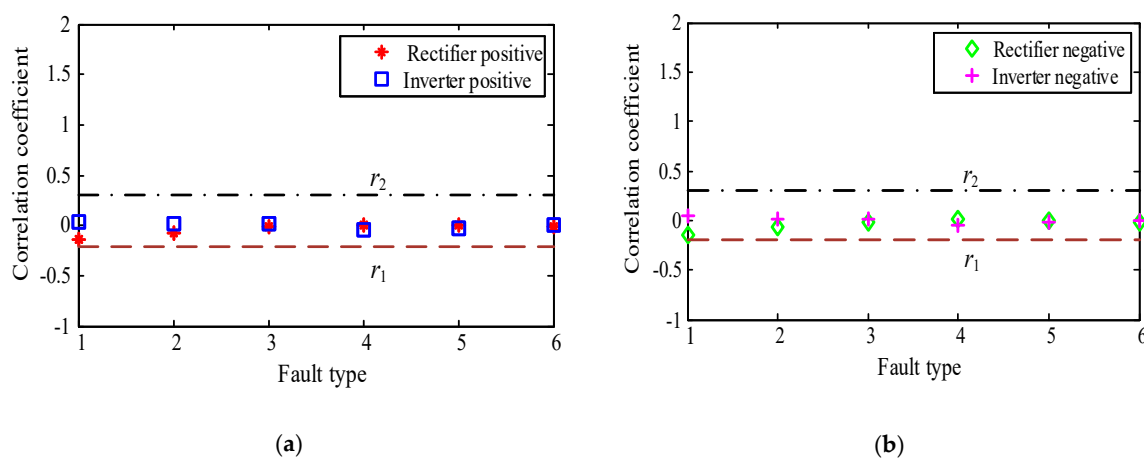 2
1.5
1
0.5
0
-0.5
-1
Correlation coefficient
Rectifier positive
Inverter positive
r2
r1
1 2 3 4 5 6
Fault type
(a)
2
1.5
1
0.5
0
-0.5
-1
Correlation coefficient
Rectifier negative
Inverter negative
r2
r1
1 2 3 4 5 6
Fault type
(b)